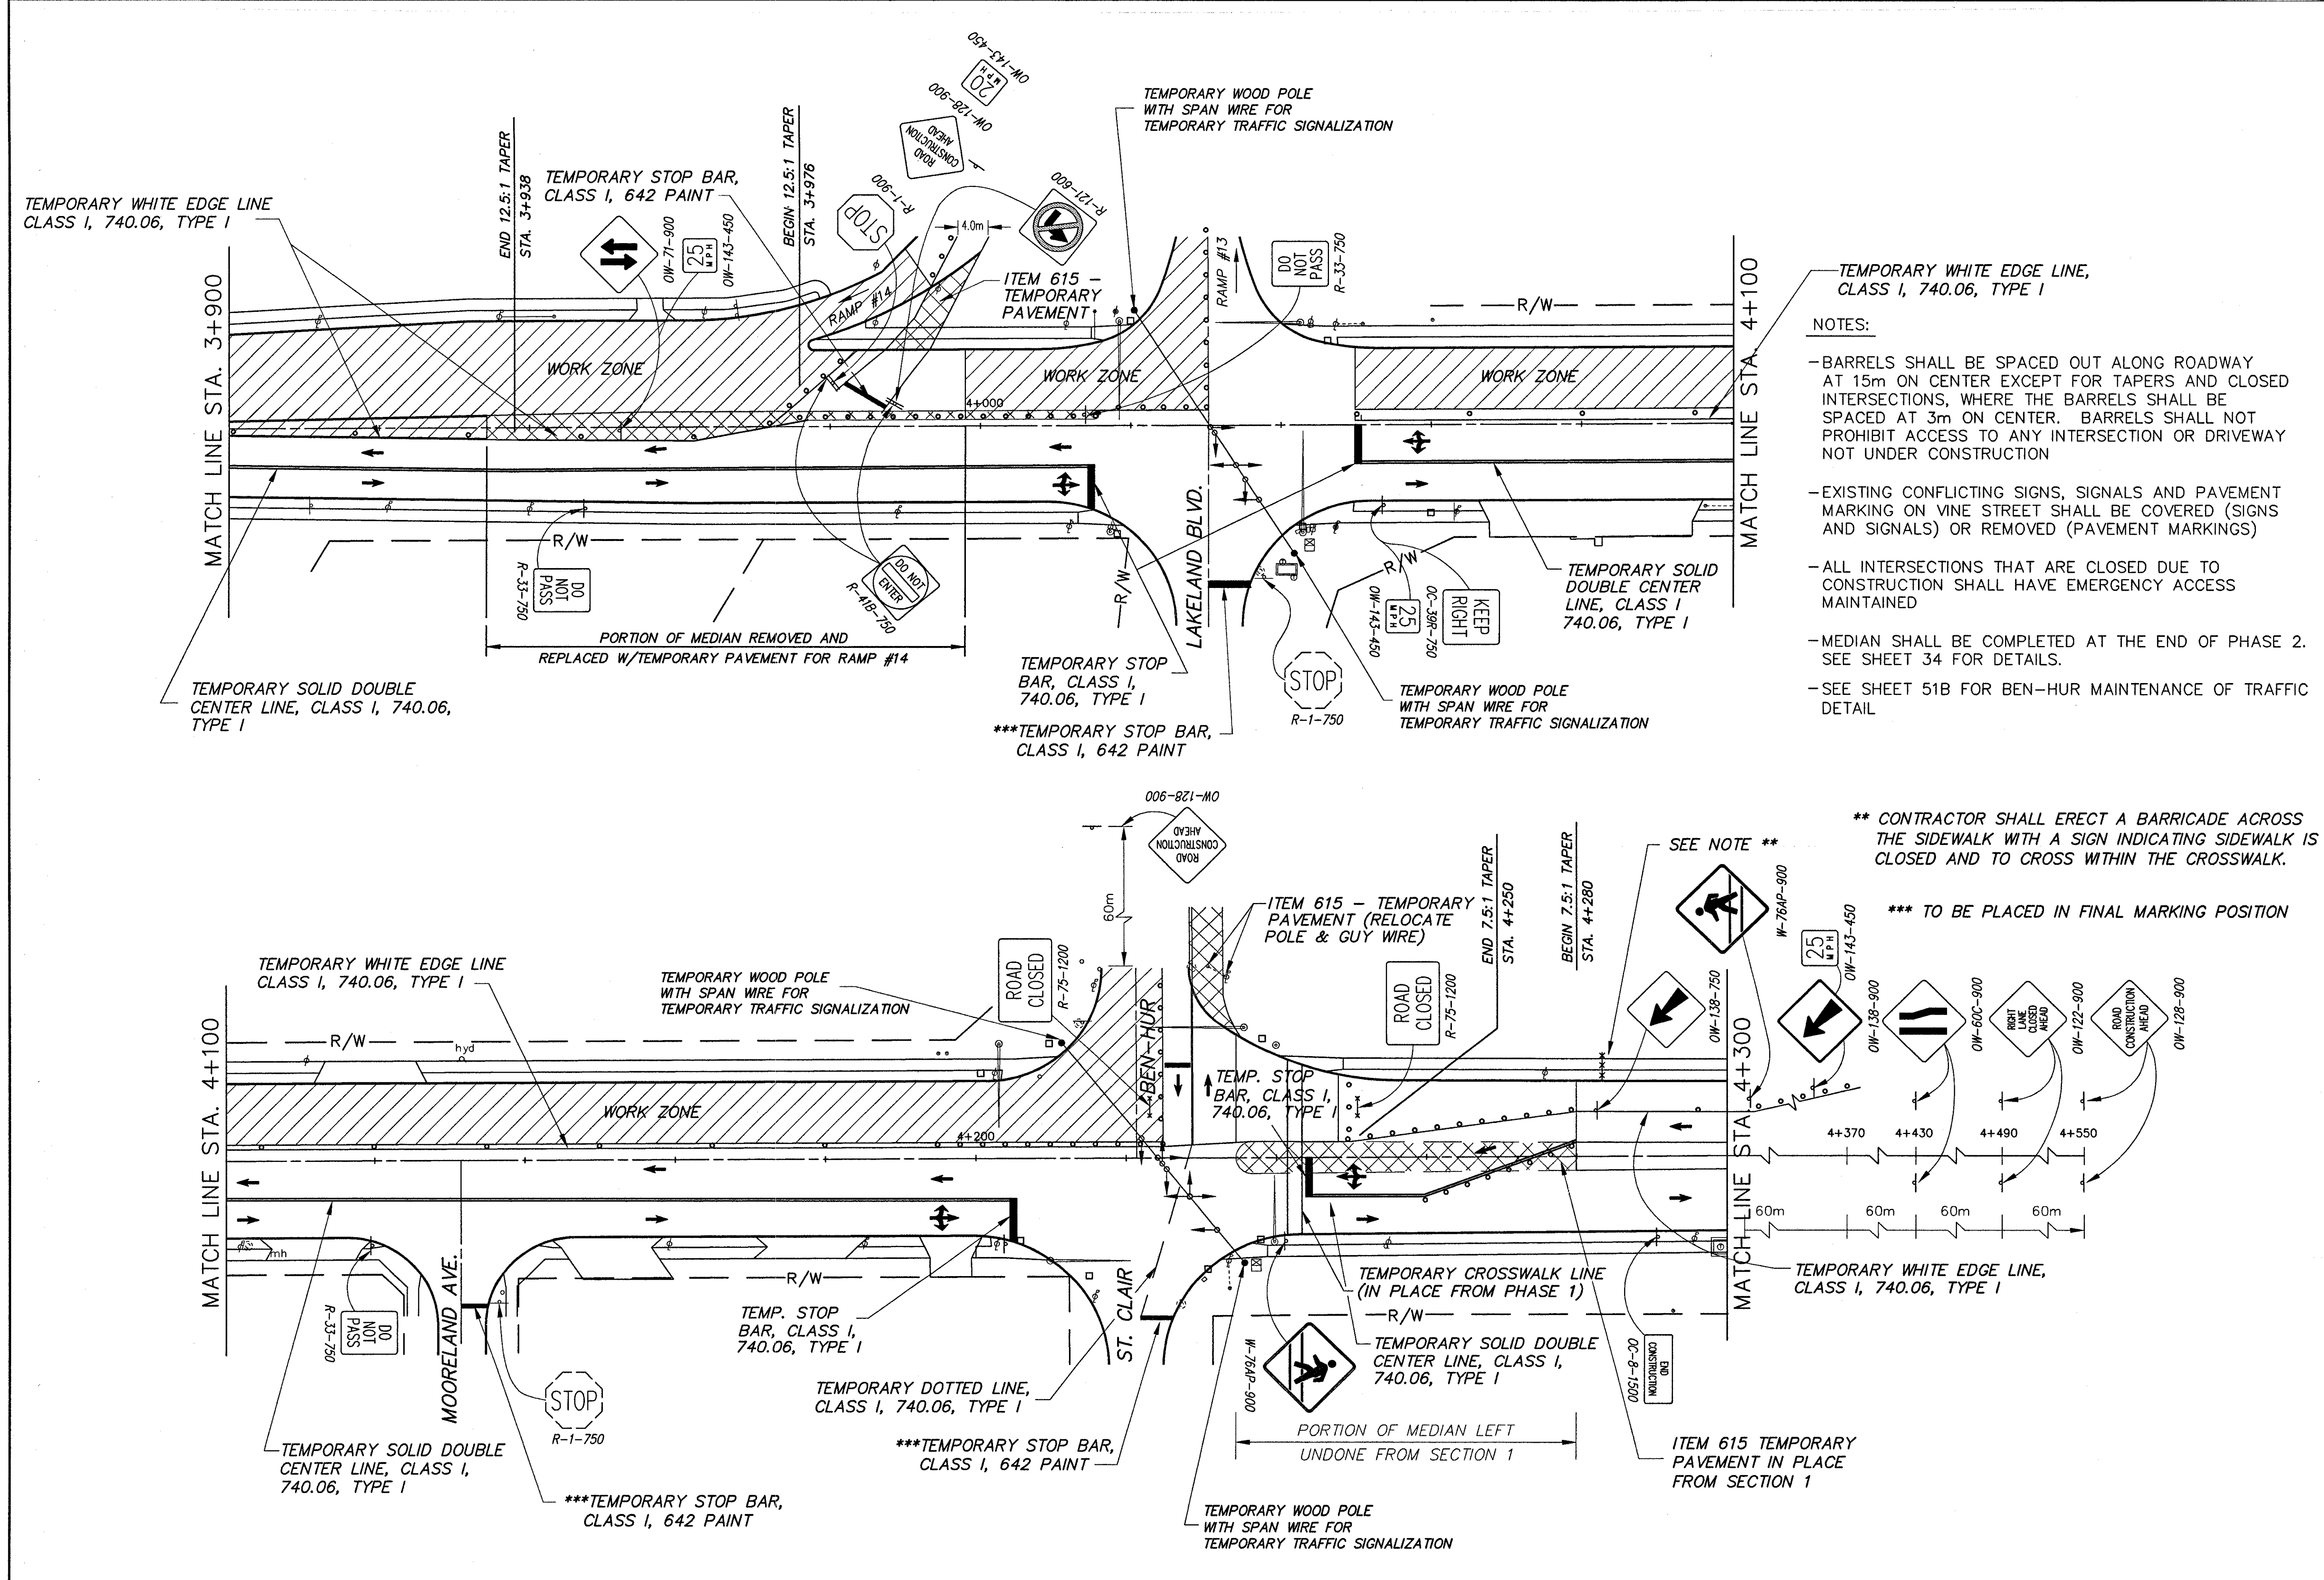 OW-143-450
20
MPH
OW-128-900
ROAD
CONSTRUCTION
AHEAD
TEMPORARY WOOD POLE
WITH SPAN WIRE FOR
TEMPORARY TRAFFIC SIGNALIZATION
END 12.5:1 TAPER
STA. 3+938
TEMPORARY STOP BAR,
CLASS I, 642 PAINT
BEGIN 12.5:1 TAPER
STA. 3+976
R-1-900
STOP
R-121-600
4.0m
TEMPORARY WHITE EDGE LINE
CLASS I, 740.06, TYPE I
OW-71-900
25
MPH
OW-143-450
ITEM 615 -
TEMPORARY
PAVEMENT
RAMP #14
RAMP #13
DO
NOT
PASS
R-33-750
R/W
TEMPORARY WHITE EDGE LINE,
CLASS I, 740.06, TYPE I
MATCH LINE STA. 3+900
WORK ZONE
WORK ZONE
WORK ZONE
4+000
MATCH LINE STA. 4+100
NOTES:
-BARRELS SHALL BE SPACED OUT ALONG ROADWAY
AT 15m ON CENTER EXCEPT FOR TAPERS AND CLOSED
INTERSECTIONS, WHERE THE BARRELS SHALL BE
SPACED AT 3m ON CENTER. BARRELS SHALL NOT
PROHIBIT ACCESS TO ANY INTERSECTION OR DRIVEWAY
NOT UNDER CONSTRUCTION
-EXISTING CONFLICTING SIGNS, SIGNALS AND PAVEMENT
MARKING ON VINE STREET SHALL BE COVERED (SIGNS
AND SIGNALS) OR REMOVED (PAVEMENT MARKINGS)
-ALL INTERSECTIONS THAT ARE CLOSED DUE TO
CONSTRUCTION SHALL HAVE EMERGENCY ACCESS
MAINTAINED
-MEDIAN SHALL BE COMPLETED AT THE END OF PHASE 2.
SEE SHEET 34 FOR DETAILS.
-SEE SHEET 51B FOR BEN-HUR MAINTENANCE OF TRAFFIC
DETAIL
R/W
DO
NOT
PASS
R-33-750
DO NOT
ENTER
R-41B-750
R/W
LAKELAND BLVD.
R/W
25
MPH
OW-143-450
KEEP
RIGHT
OC-39R-750
TEMPORARY SOLID
DOUBLE CENTER
LINE, CLASS I
740.06, TYPE I
PORTION OF MEDIAN REMOVED AND
REPLACED W/TEMPORARY PAVEMENT FOR RAMP #14
TEMPORARY SOLID DOUBLE
CENTER LINE, CLASS I, 740.06,
TYPE I
TEMPORARY STOP
BAR, CLASS I,
740.06, TYPE I
STOP
R-1-750
TEMPORARY WOOD POLE
WITH SPAN WIRE FOR
TEMPORARY TRAFFIC SIGNALIZATION
***TEMPORARY STOP BAR,
CLASS I, 642 PAINT
OW-128-900
ROAD
CONSTRUCTION
AHEAD
60m
** CONTRACTOR SHALL ERECT A BARRICADE ACROSS
THE SIDEWALK WITH A SIGN INDICATING SIDEWALK IS
CLOSED AND TO CROSS WITHIN THE CROSSWALK.
*** TO BE PLACED IN FINAL MARKING POSITION
SEE NOTE **
W-76AP-900
25
MPH
OW-143-450
END 7.5:1 TAPER
STA. 4+250
BEGIN 7.5:1 TAPER
STA. 4+280
ITEM 615 - TEMPORARY
PAVEMENT (RELOCATE
POLE & GUY WIRE)
TEMPORARY WHITE EDGE LINE
CLASS I, 740.06, TYPE I
TEMPORARY WOOD POLE
WITH SPAN WIRE FOR
TEMPORARY TRAFFIC SIGNALIZATION
ROAD
CLOSED
R-75-1200
ROAD
CLOSED
R-75-1200
OW-138-750
OW-138-900
OW-60C-900
RIGHT
LANE
CLOSED
AHEAD
OW-122-900
ROAD
CONSTRUCTION
AHEAD
OW-128-900
MATCH LINE STA. 4+100
R/W
hyd
BEN-HUR
WORK ZONE
4+200
TEMP. STOP
BAR, CLASS I,
740.06, TYPE I
MATCH LINE STA. 4+300
4+370
4+430
4+490
4+550
60m
60m
60m
60m
mh
MOORELAND AVE.
DO
NOT
PASS
R-33-750
R/W
TEMP. STOP
BAR, CLASS I,
740.06, TYPE I
ST. CLAIR
TEMPORARY CROSSWALK LINE
(IN PLACE FROM PHASE 1)
R/W
TEMPORARY WHITE EDGE LINE,
CLASS I, 740.06, TYPE I
W-76AP-900
TEMPORARY SOLID DOUBLE
CENTER LINE, CLASS I,
740.06, TYPE I
END
CONSTRUCTION
OC-8-1500
STOP
R-1-750
TEMPORARY DOTTED LINE,
CLASS I, 740.06, TYPE I
PORTION OF MEDIAN LEFT
UNDONE FROM SECTION 1
TEMPORARY SOLID DOUBLE
CENTER LINE, CLASS I,
740.06, TYPE I
***TEMPORARY STOP BAR,
CLASS I, 642 PAINT
ITEM 615 TEMPORARY
PAVEMENT IN PLACE
FROM SECTION 1
***TEMPORARY STOP BAR,
CLASS I, 642 PAINT
TEMPORARY WOOD POLE
WITH SPAN WIRE FOR
TEMPORARY TRAFFIC SIGNALIZATION